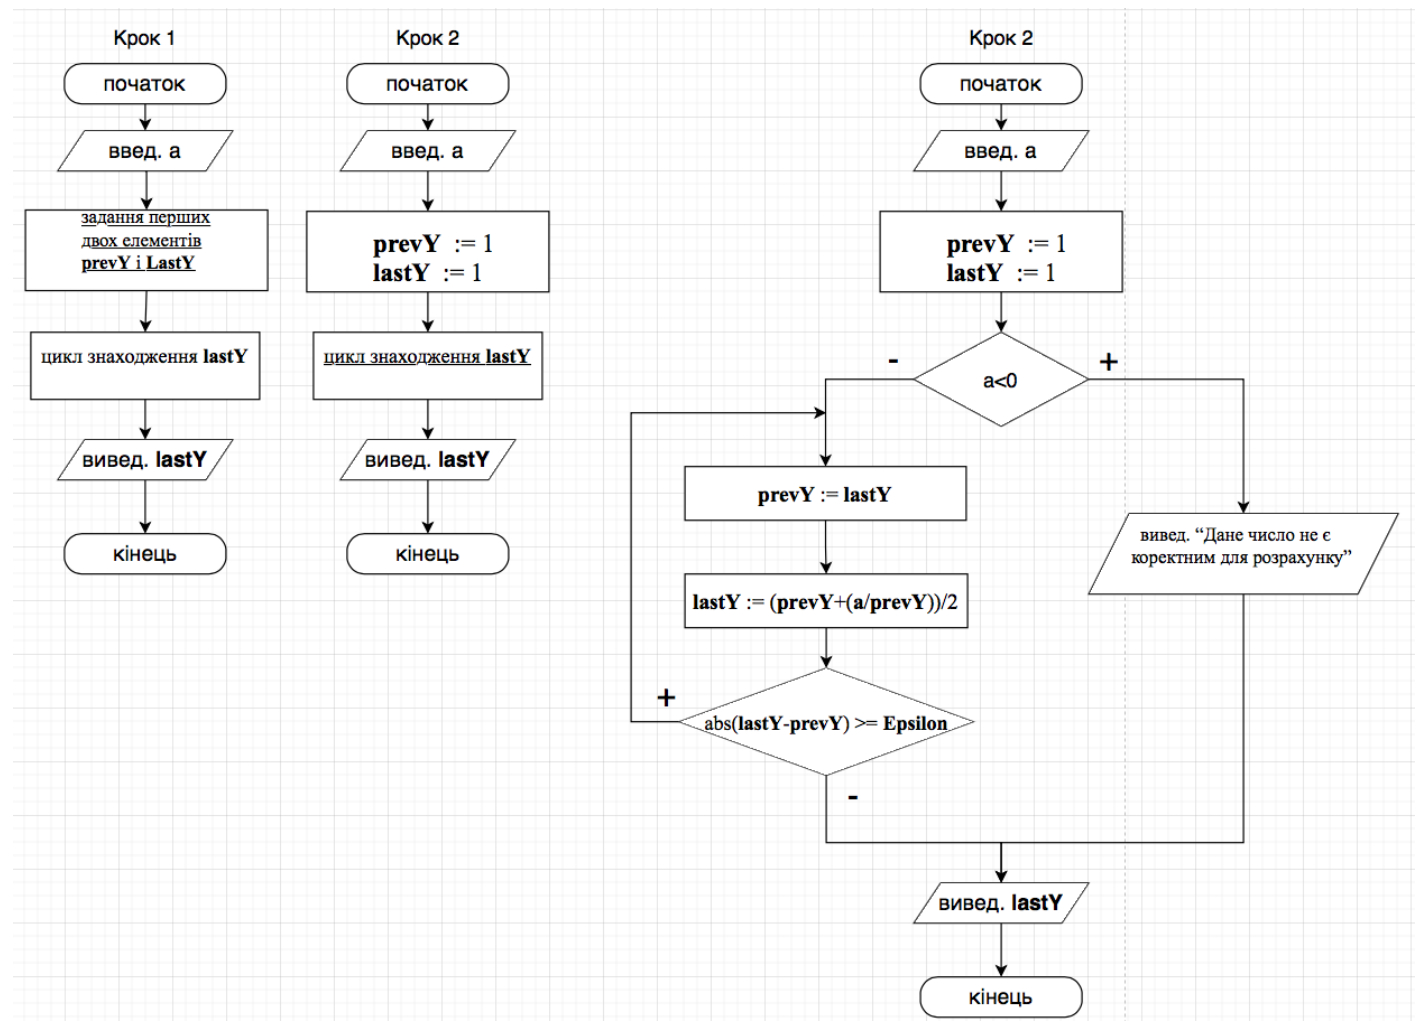 Крок 1
початок
введ. a
задання перших
двох елементів
prevY i LastY
цикл знаходження lastY
вивед. lastY
кінець
Крок 2
початок
введ. a
prevY := 1
lastY := 1
цикл знаходження lastY
вивед. lastY
кінець
Крок 2
початок
введ. a
prevY := 1
lastY := 1
a<0
-
+
prevY := lastY
lastY := (prevY+(a/prevY))/2
abs(lastY-prevY) >= Epsilon
+
-
вивед. “Дане число не є
коректним для розрахунку”
вивед. lastY
кінець